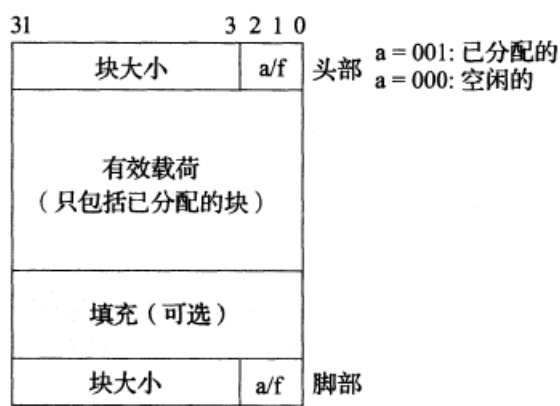 31 3 2 1 0
块大小 a/f 头部 a = 001: 已分配的
a = 000: 空闲的
有效载荷
（只包括已分配的块）
填充（可选）
块大小 a/f 脚部